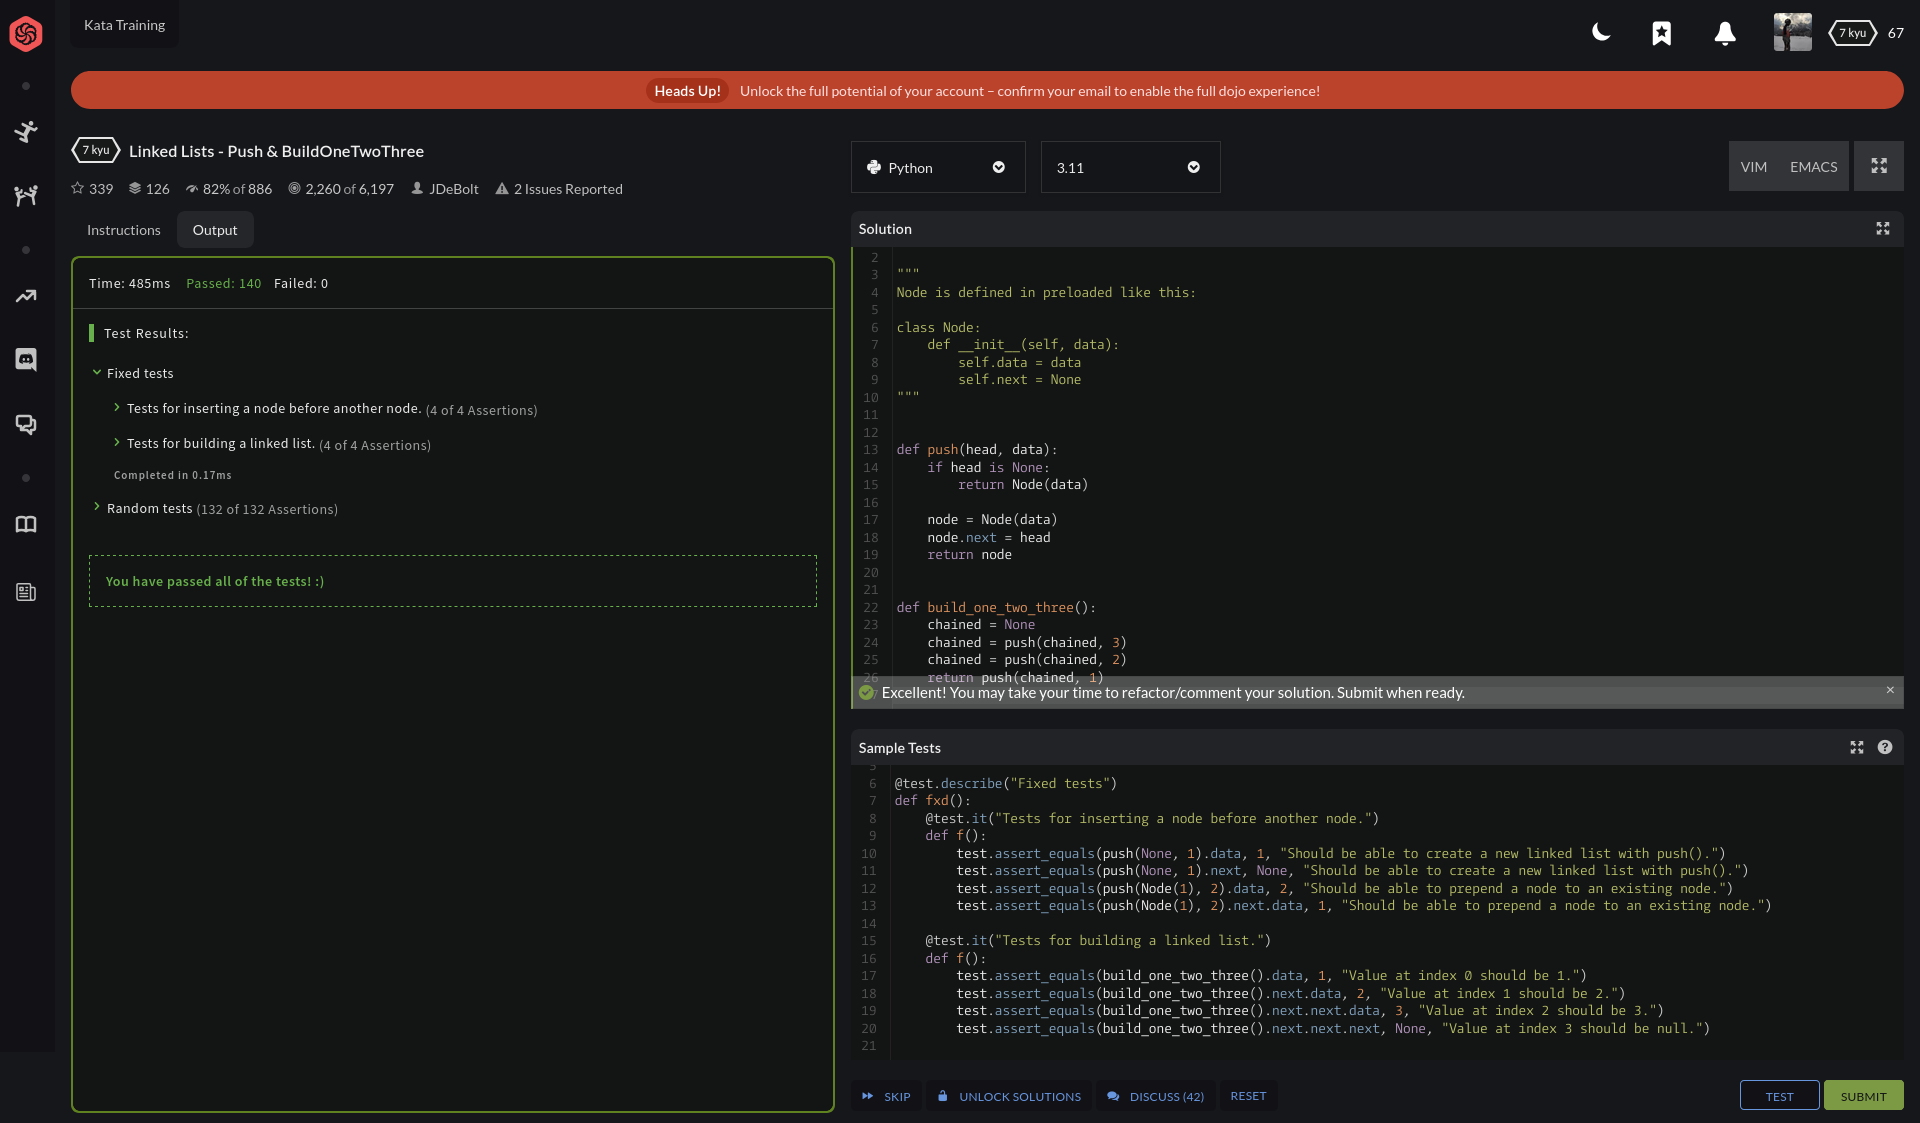 Kata Training
7 kyu 67
Heads Up! Unlock the full potential of your account – confirm your email to enable the full dojo experience!
7 kyu Linked Lists - Push & BuildOneTwoThree
339 126 82% of 886 2,260 of 6,197 JDeBolt 2 Issues Reported
Instructions Output
Time: 485ms Passed: 140 Failed: 0
Test Results:
Fixed tests
Tests for inserting a node before another node. (4 of 4 Assertions)
Tests for building a linked list. (4 of 4 Assertions)
Completed in 0.17ms
Random tests (132 of 132 Assertions)
You have passed all of the tests! :)
Python 3.11 VIM EMACS
Solution
2
3 """
4 Node is defined in preloaded like this:
5
6 class Node:
7     def __init__(self, data):
8         self.data = data
9         self.next = None
10 """
11
12
13 def push(head, data):
14     if head is None:
15         return Node(data)
16
17     node = Node(data)
18     node.next = head
19     return node
20
21
22 def build_one_two_three():
23     chained = None
24     chained = push(chained, 3)
25     chained = push(chained, 2)
26     return push(chained, 1)
Excellent! You may take your time to refactor/comment your solution. Submit when ready. ×
Sample Tests
5
6 @test.describe("Fixed tests")
7 def fxd():
8     @test.it("Tests for inserting a node before another node.")
9     def f():
10         test.assert_equals(push(None, 1).data, 1, "Should be able to create a new linked list with push().")
11         test.assert_equals(push(None, 1).next, None, "Should be able to create a new linked list with push().")
12         test.assert_equals(push(Node(1), 2).data, 2, "Should be able to prepend a node to an existing node.")
13         test.assert_equals(push(Node(1), 2).next.data, 1, "Should be able to prepend a node to an existing node.")
14
15     @test.it("Tests for building a linked list.")
16     def f():
17         test.assert_equals(build_one_two_three().data, 1, "Value at index 0 should be 1.")
18         test.assert_equals(build_one_two_three().next.data, 2, "Value at index 1 should be 2.")
19         test.assert_equals(build_one_two_three().next.next.data, 3, "Value at index 2 should be 3.")
20         test.assert_equals(build_one_two_three().next.next.next, None, "Value at index 3 should be null.")
21
SKIP UNLOCK SOLUTIONS DISCUSS (42) RESET TEST SUBMIT